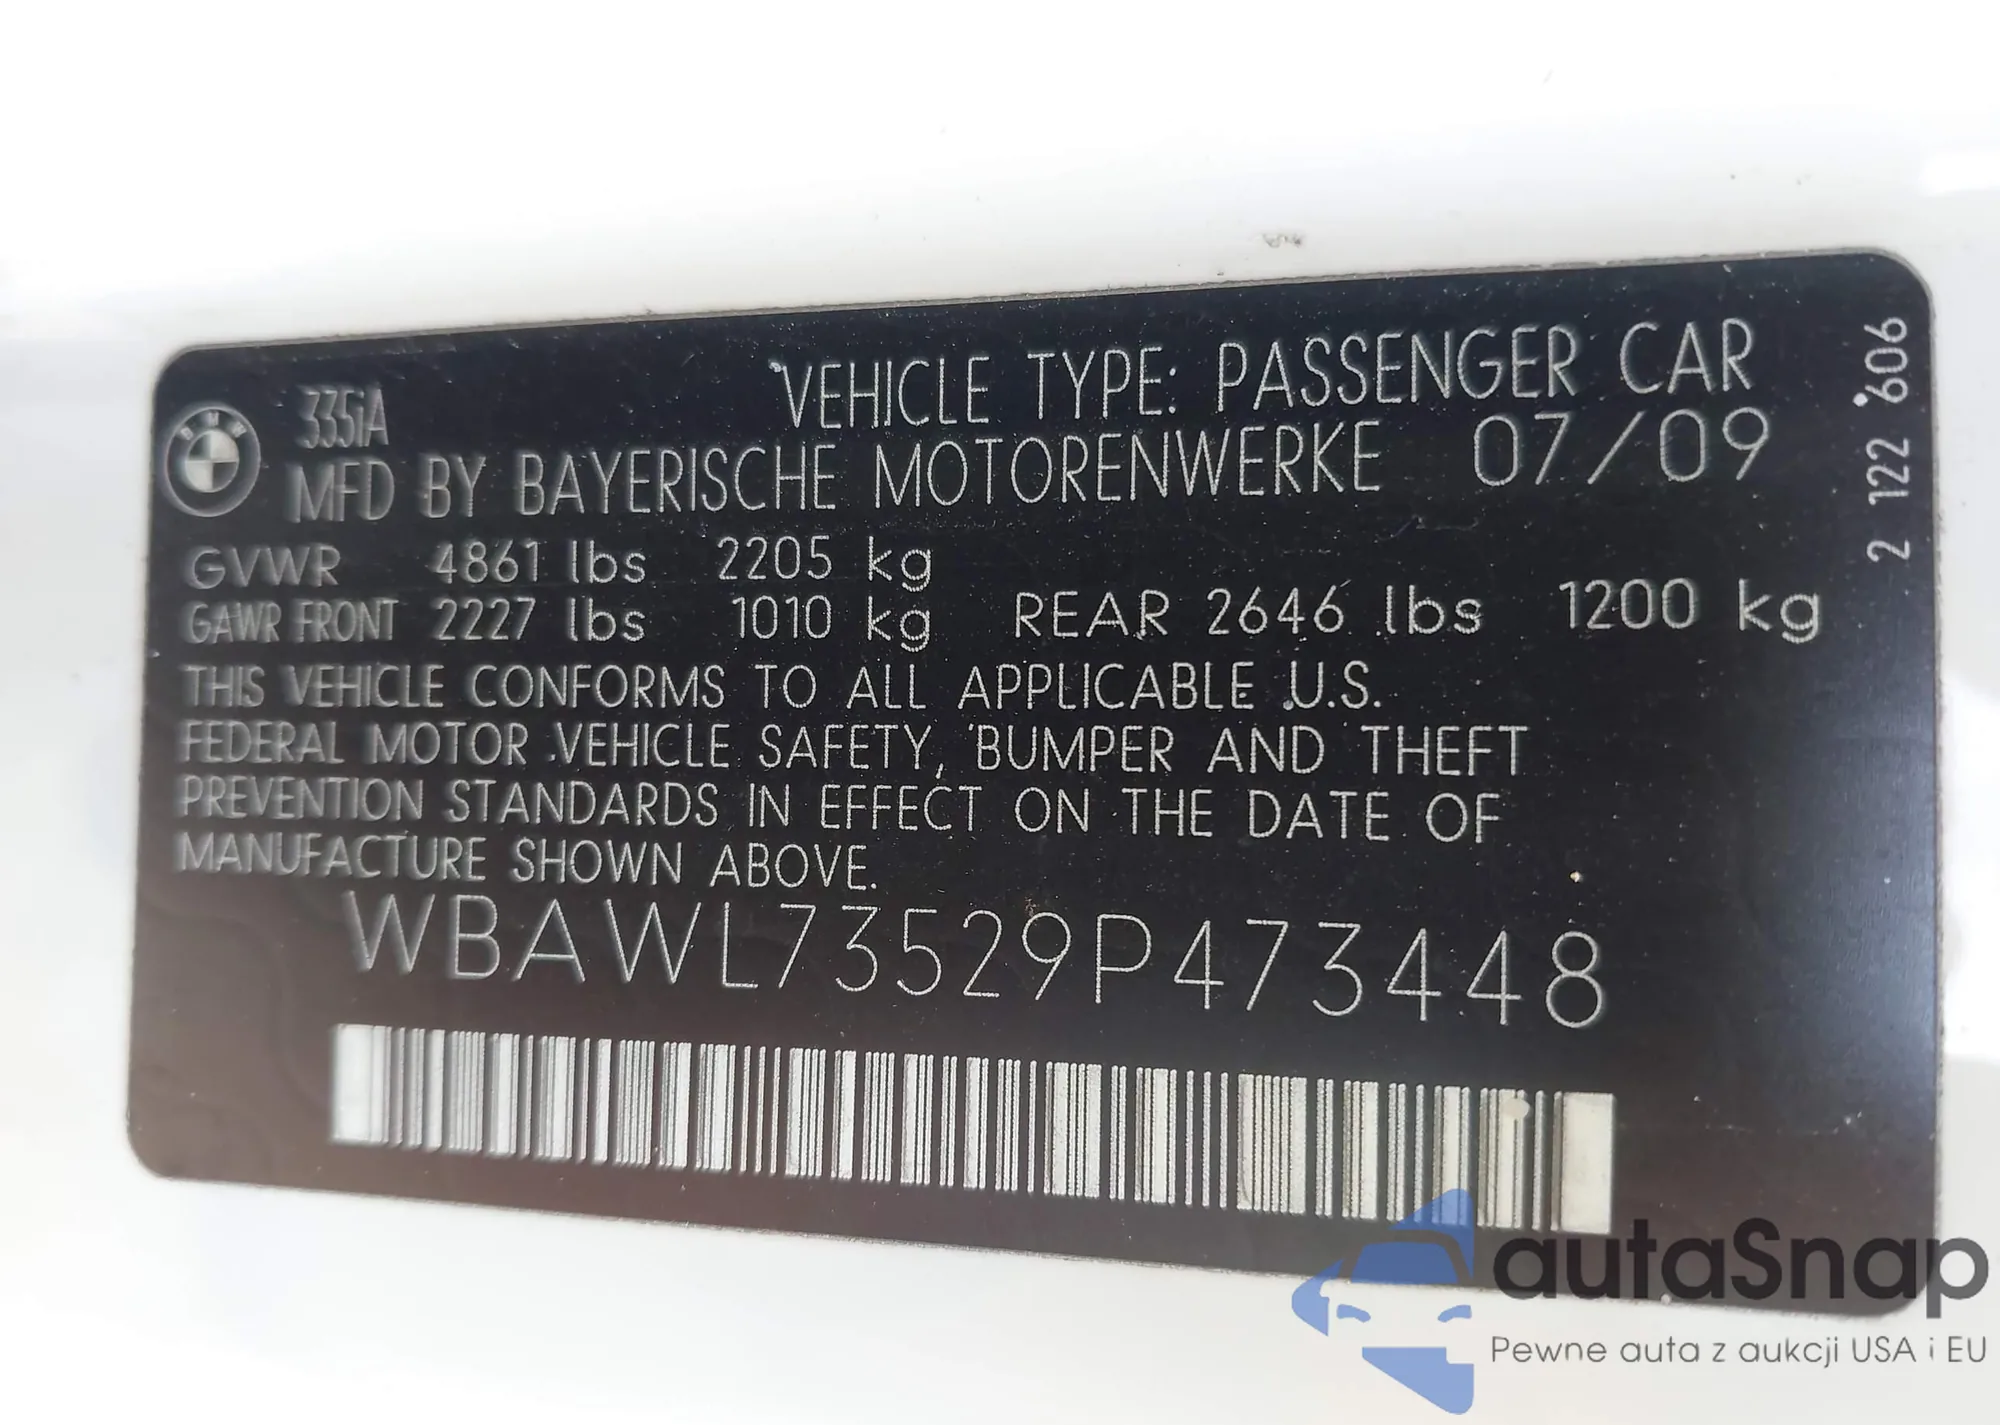 335iA
VEHICLE TYPE: PASSENGER CAR
BMW
MFD BY BAYERISCHE MOTORENWERKE 07/09
GVWR 4861 lbs 2205 kg
GAWR FRONT 2227 lbs 1010 kg REAR 2646 lbs 1200 kg
THIS VEHICLE CONFORMS TO ALL APPLICABLE U.S.
FEDERAL MOTOR VEHICLE SAFETY, BUMPER AND THEFT
PREVENTION STANDARDS IN EFFECT ON THE DATE OF
MANUFACTURE SHOWN ABOVE.
WBAWL73529P473448
2 122 606
autaSnap
Pewne auta z aukcji USA i EU